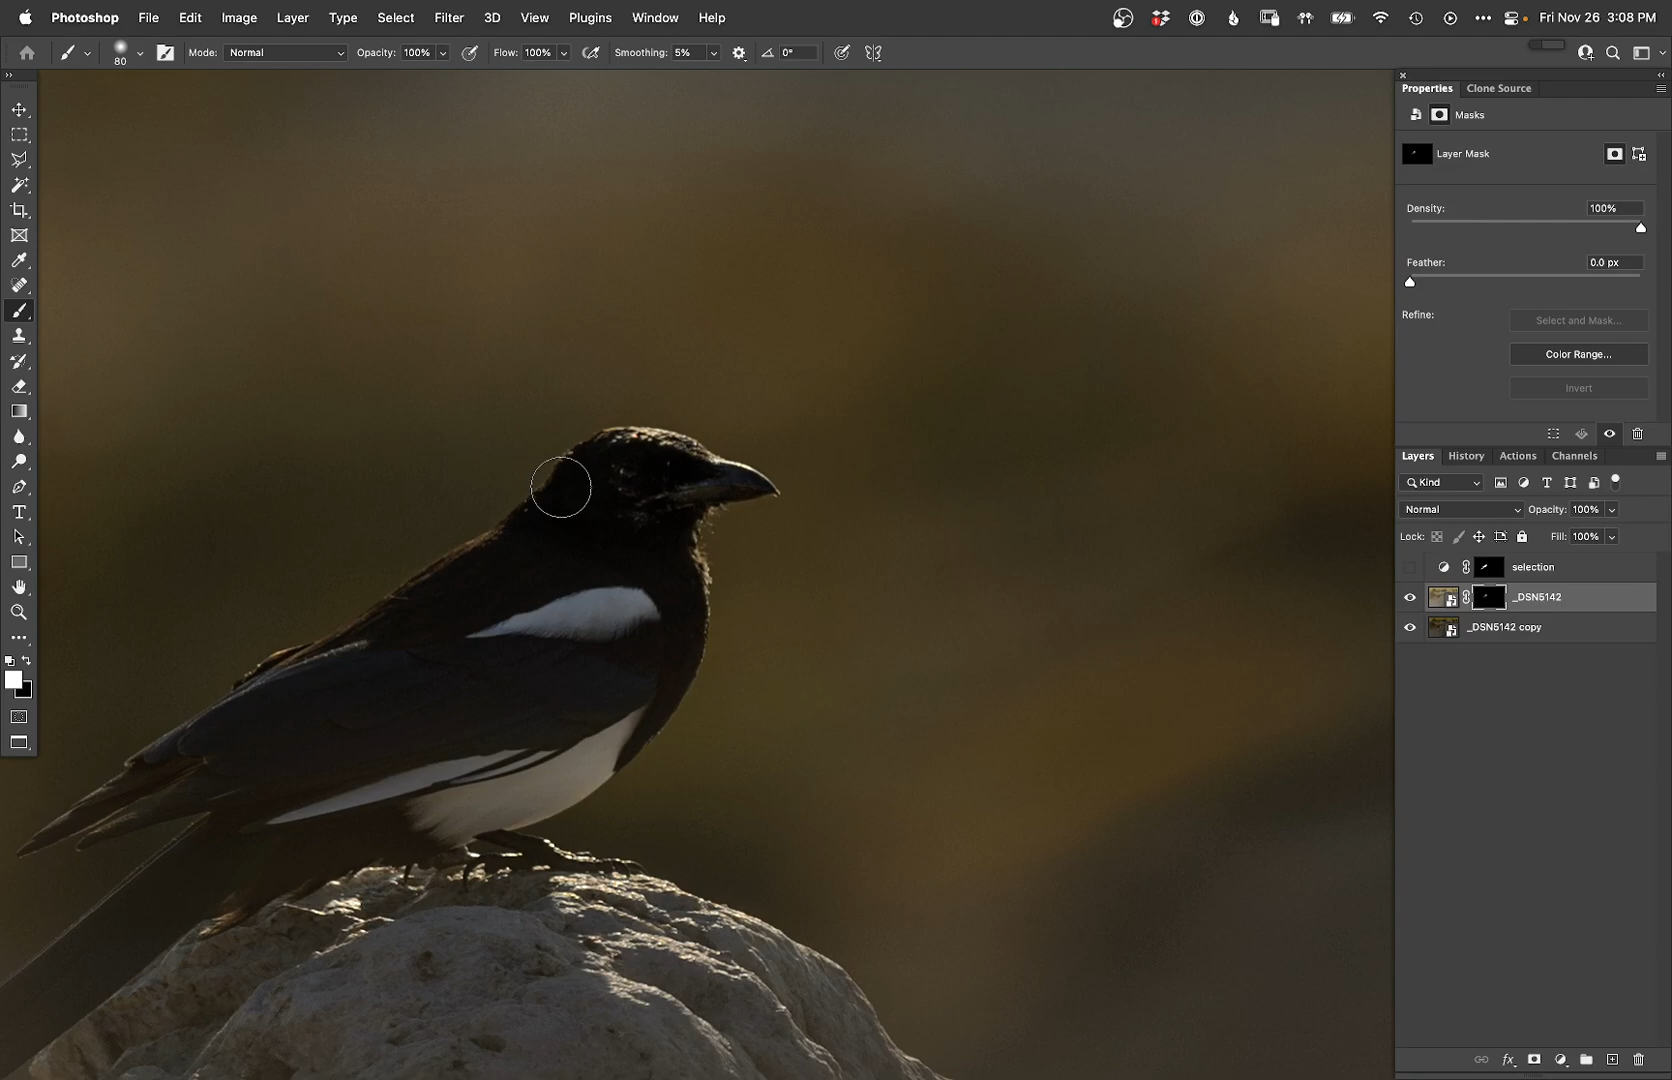 Photoshop File Edit Image Layer Type Select Filter 3D View Plugins Window Help Fri Nov 26 3:08 PM
80 Mode: Normal Opacity: 100% Flow: 100% Smoothing: 5% 0°
Properties Clone Source
Masks
Layer Mask
Density: 100%
Feather: 0.0 px
Refine: Select and Mask...
Color Range...
Invert
Layers History Actions Channels
Kind
Normal Opacity: 100%
Lock: Fill: 100%
selection
_DSN5142
_DSN5142 copy
fx